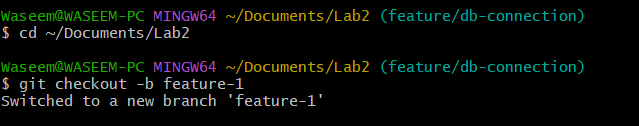 Waseem@WASEEM-PC MINGW64 ~/Documents/Lab2 (feature/db-connection)
$ cd ~/Documents/Lab2
Waseem@WASEEM-PC MINGW64 ~/Documents/Lab2 (feature/db-connection)
$ git checkout -b feature-1
Switched to a new branch 'feature-1'